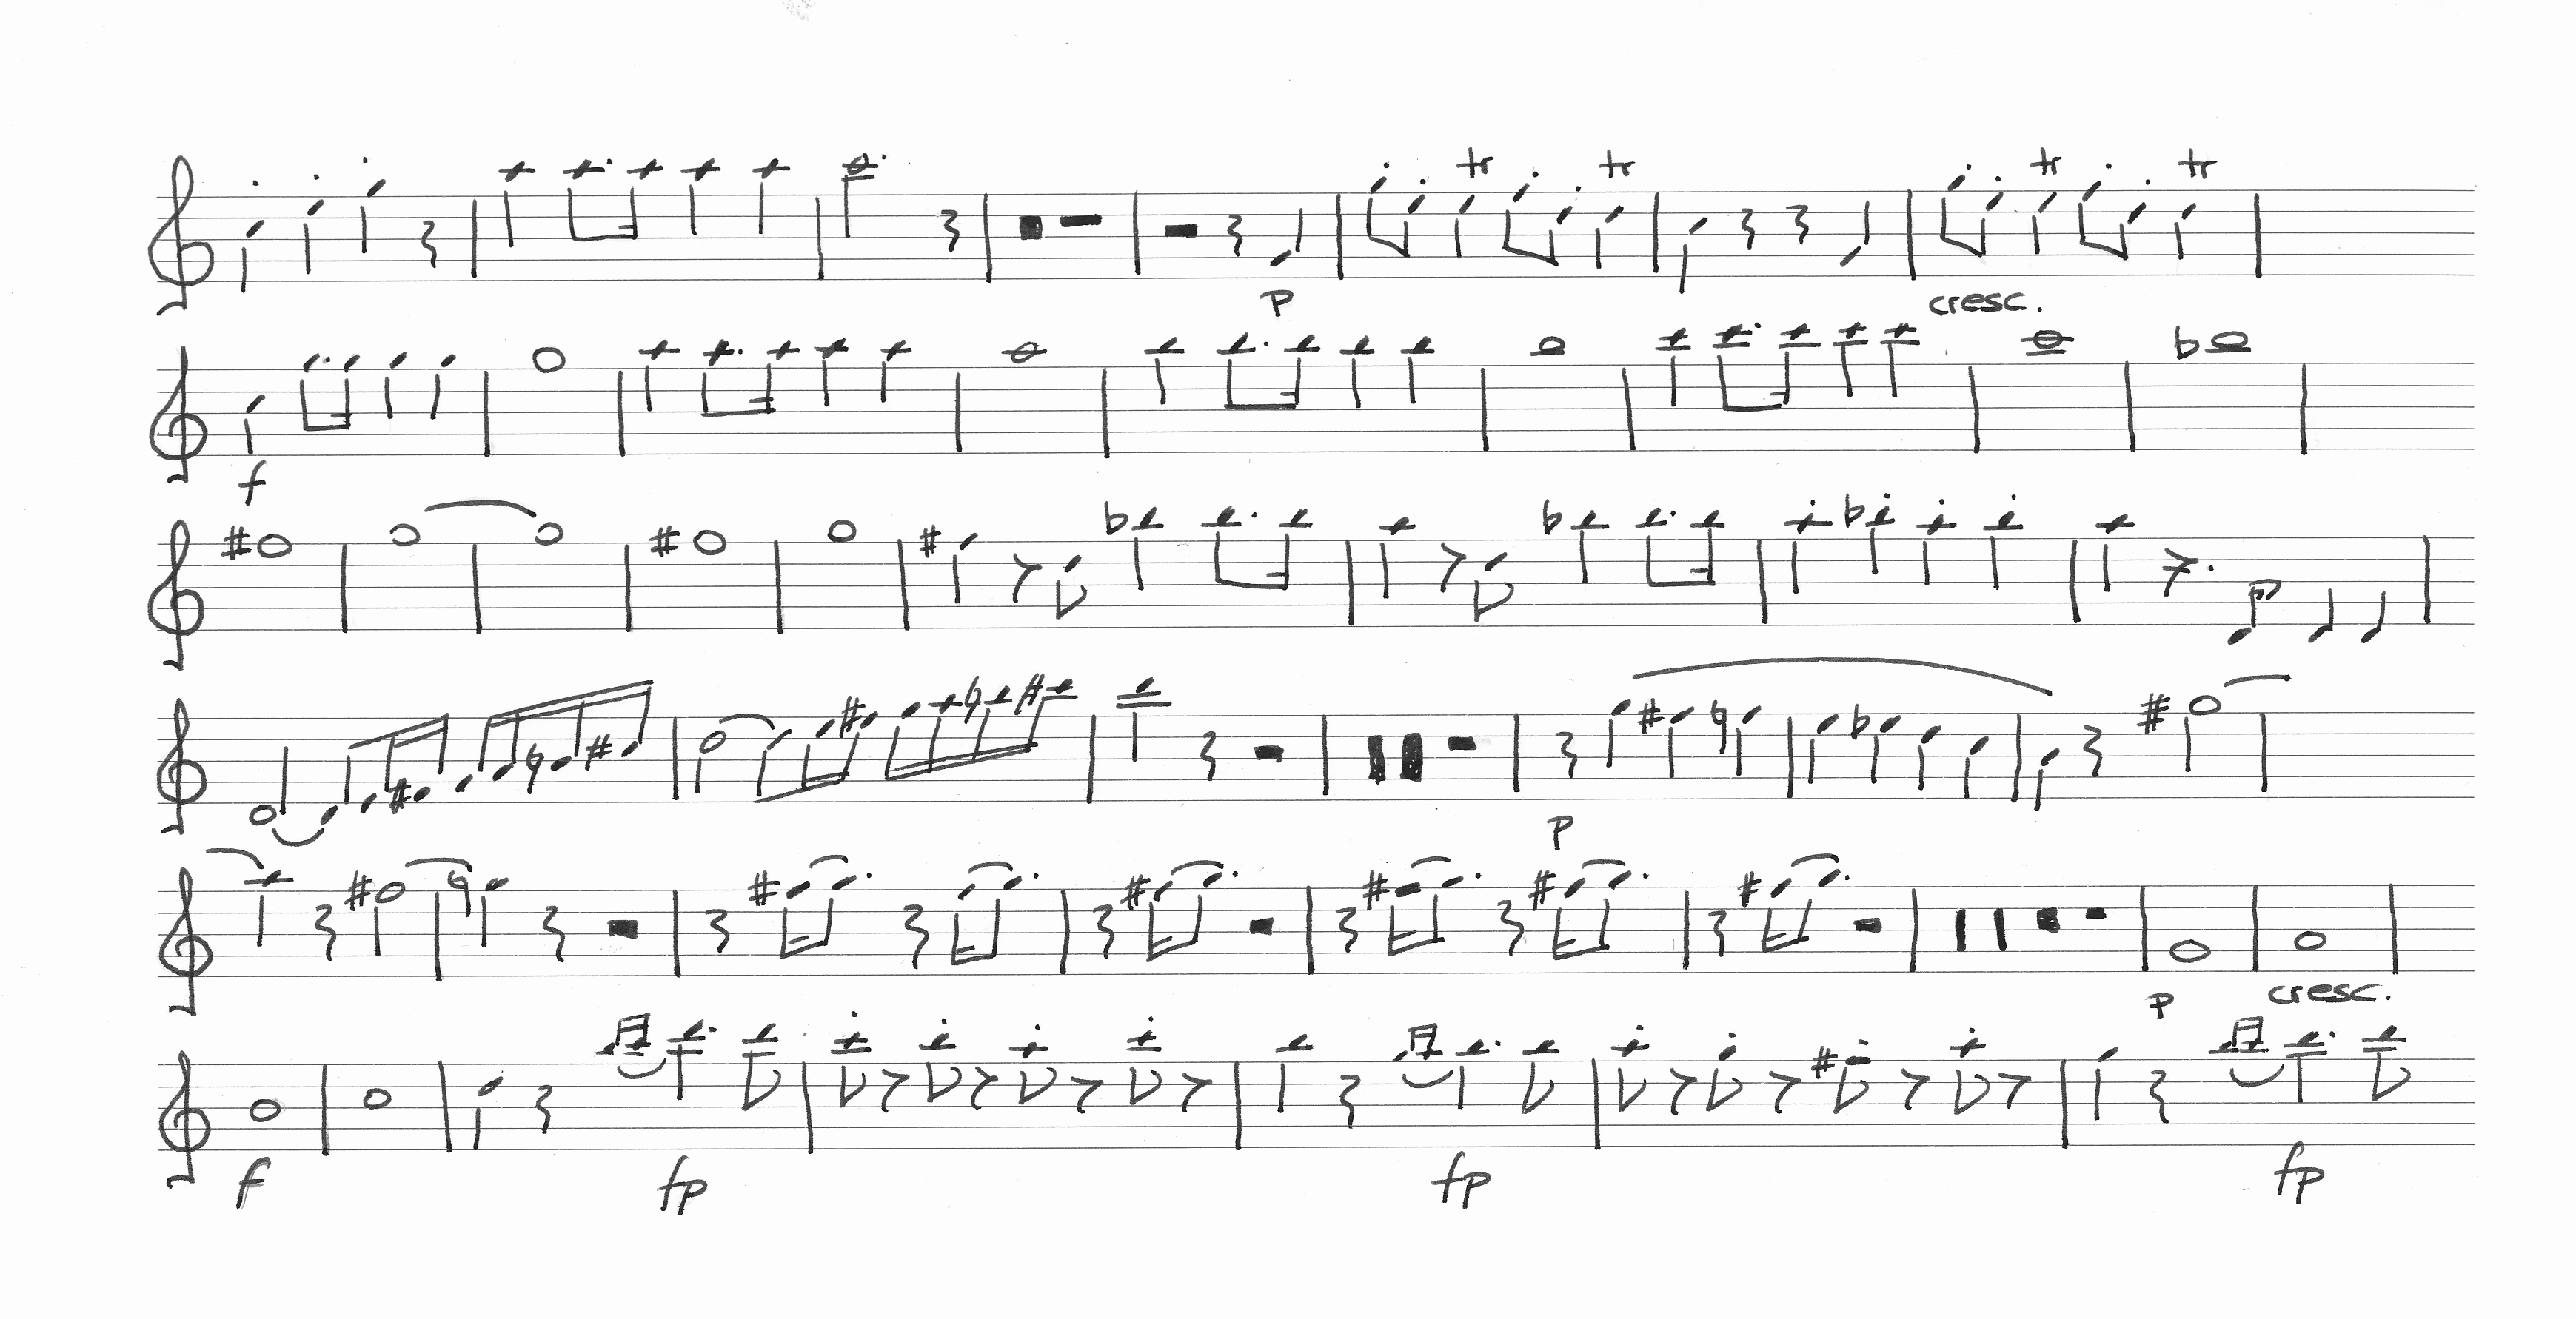 tr tr tr tr
p cresc.
f
p
p cresc.
f fp fp fp